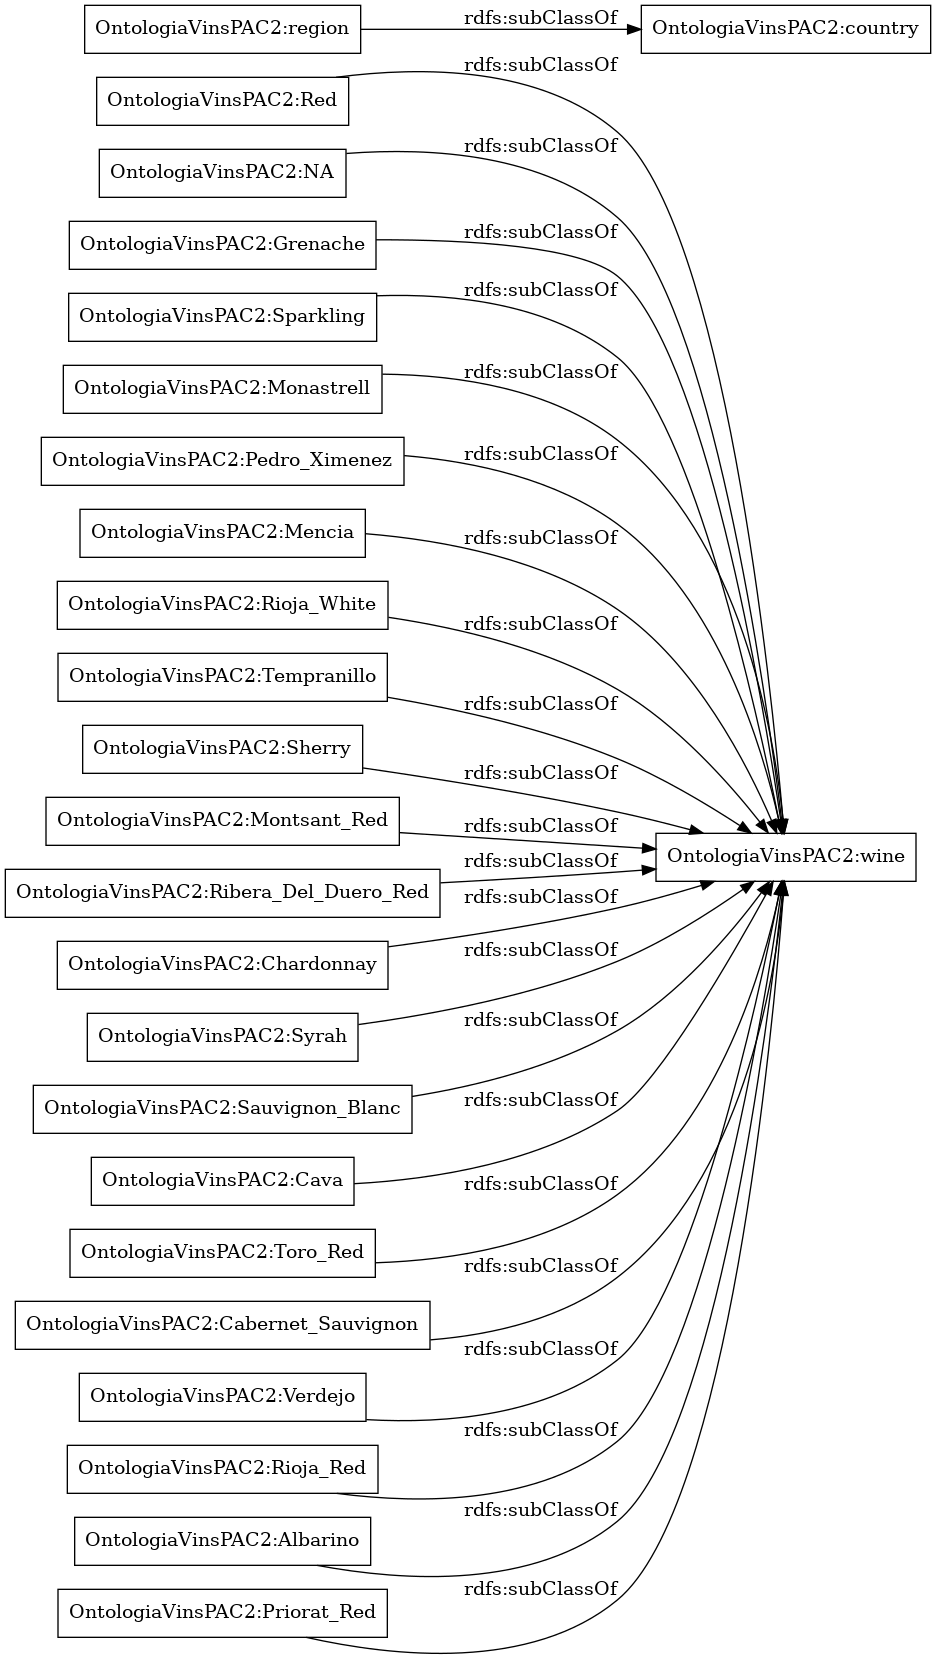 OntologiaVinsPAC2:region
rdfs:subClassOf
OntologiaVinsPAC2:country
OntologiaVinsPAC2:Red
rdfs:subClassOf
OntologiaVinsPAC2:NA
rdfs:subClassOf
OntologiaVinsPAC2:Grenache
rdfs:subClassOf
OntologiaVinsPAC2:Sparkling
rdfs:subClassOf
OntologiaVinsPAC2:Monastrell
rdfs:subClassOf
OntologiaVinsPAC2:Pedro_Ximenez
rdfs:subClassOf
OntologiaVinsPAC2:Mencia
rdfs:subClassOf
OntologiaVinsPAC2:Rioja_White
rdfs:subClassOf
OntologiaVinsPAC2:Tempranillo
rdfs:subClassOf
OntologiaVinsPAC2:Sherry
rdfs:subClassOf
OntologiaVinsPAC2:Montsant_Red
rdfs:subClassOf
OntologiaVinsPAC2:wine
OntologiaVinsPAC2:Ribera_Del_Duero_Red
rdfs:subClassOf
OntologiaVinsPAC2:Chardonnay
rdfs:subClassOf
OntologiaVinsPAC2:Syrah
rdfs:subClassOf
OntologiaVinsPAC2:Sauvignon_Blanc
rdfs:subClassOf
OntologiaVinsPAC2:Cava
rdfs:subClassOf
OntologiaVinsPAC2:Toro_Red
rdfs:subClassOf
OntologiaVinsPAC2:Cabernet_Sauvignon
rdfs:subClassOf
OntologiaVinsPAC2:Verdejo
rdfs:subClassOf
OntologiaVinsPAC2:Rioja_Red
rdfs:subClassOf
OntologiaVinsPAC2:Albarino
rdfs:subClassOf
OntologiaVinsPAC2:Priorat_Red
rdfs:subClassOf